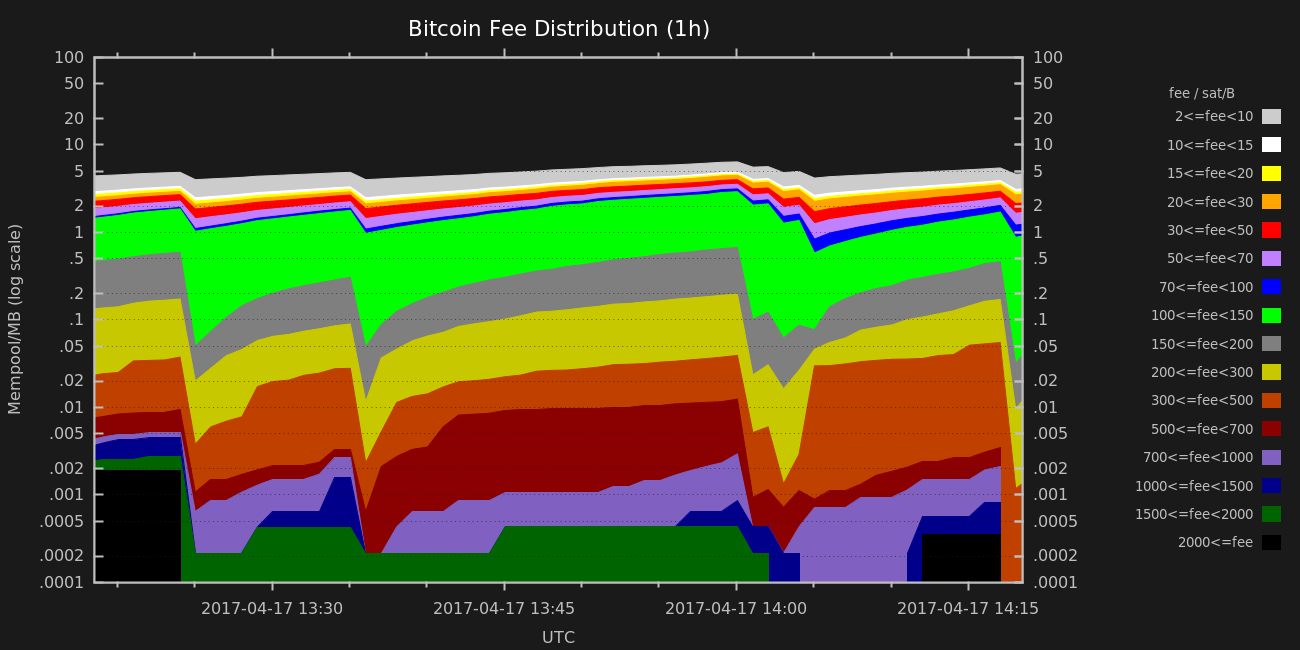 Bitcoin Fee Distribution (1h)
Mempool/MB (log scale)
100
50
20
10
5
2
1
.5
.2
.1
.05
.02
.01
.005
.002
.001
.0005
.0002
.0001
100
50
20
10
5
2
1
.5
.2
.1
.05
.02
.01
.005
.002
.001
.0005
.0002
.0001
2017-04-17 13:30
2017-04-17 13:45
2017-04-17 14:00
2017-04-17 14:15
UTC
fee / sat/B
2<=fee<10
10<=fee<15
15<=fee<20
20<=fee<30
30<=fee<50
50<=fee<70
70<=fee<100
100<=fee<150
150<=fee<200
200<=fee<300
300<=fee<500
500<=fee<700
700<=fee<1000
1000<=fee<1500
1500<=fee<2000
2000<=fee